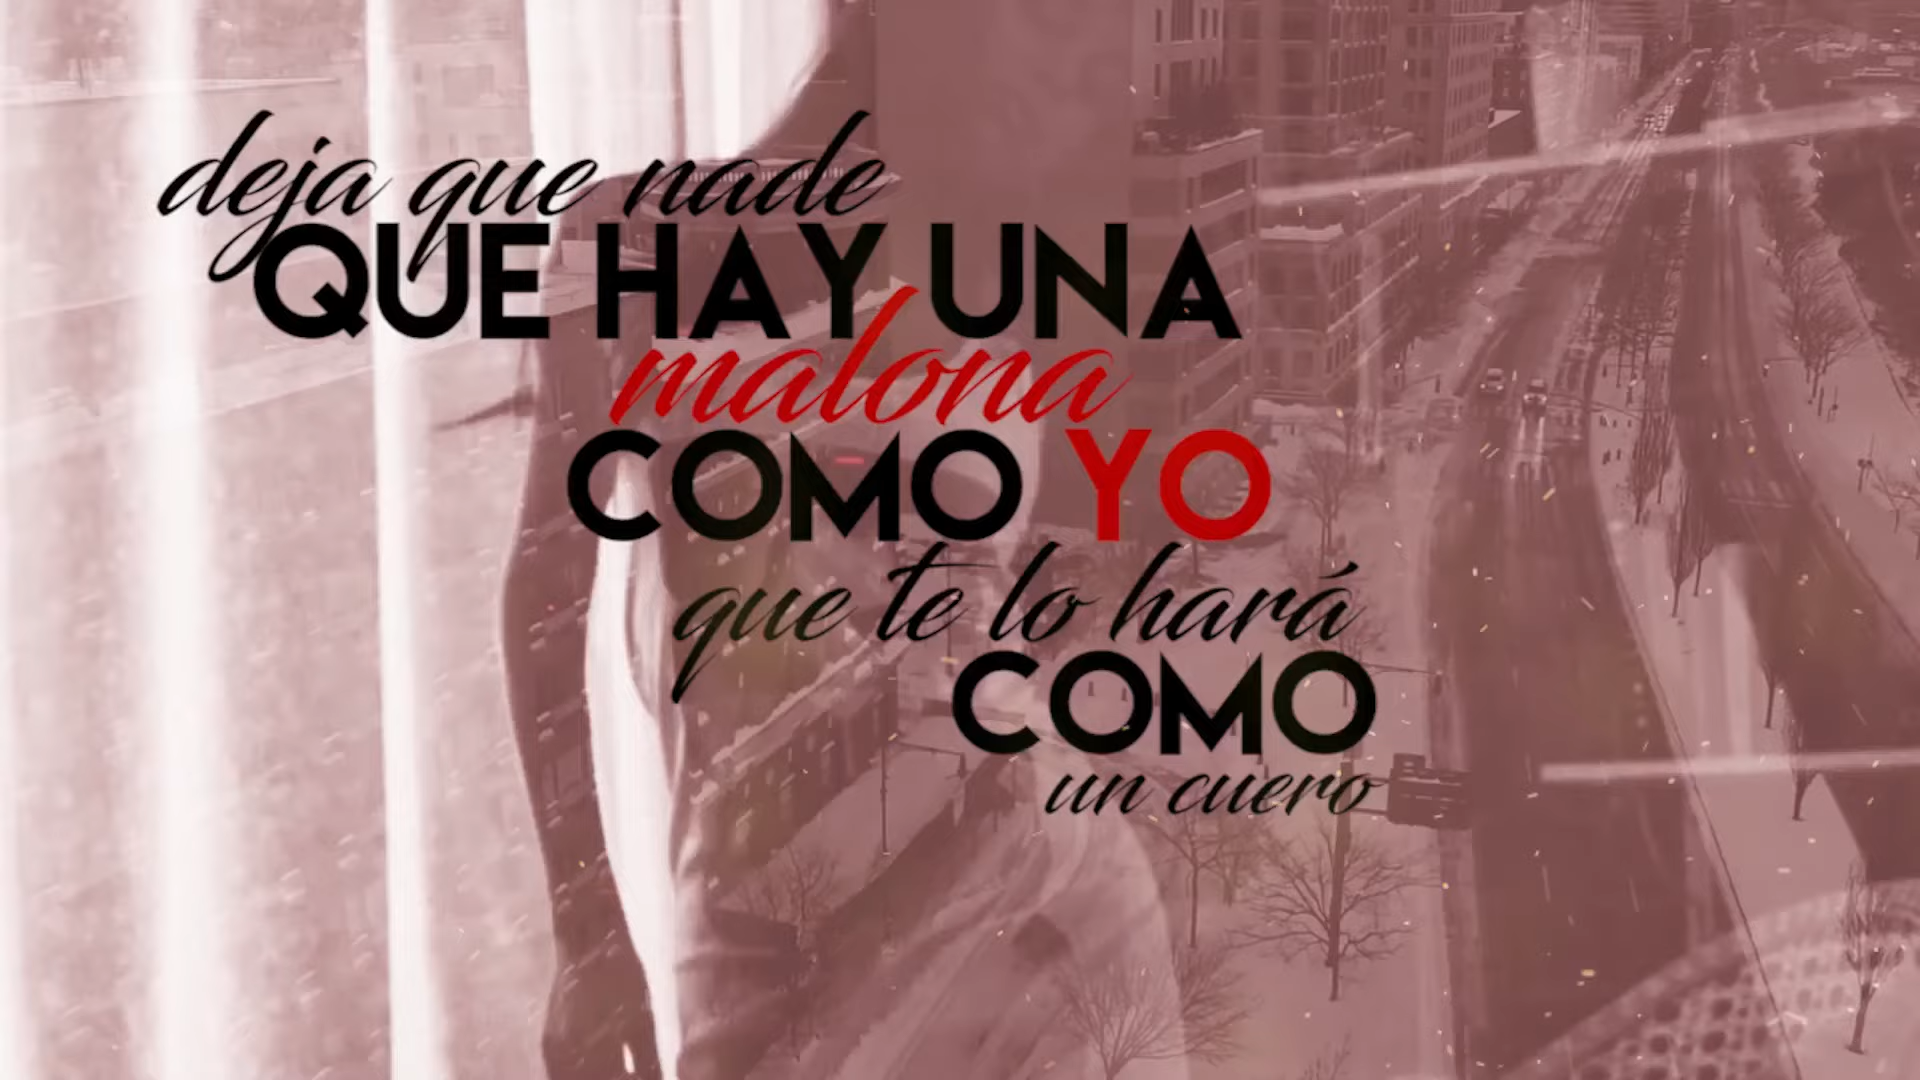 deja que nade
QUE HAY UNA
malona
COMO YO
que te lo hará
COMO
un cuero